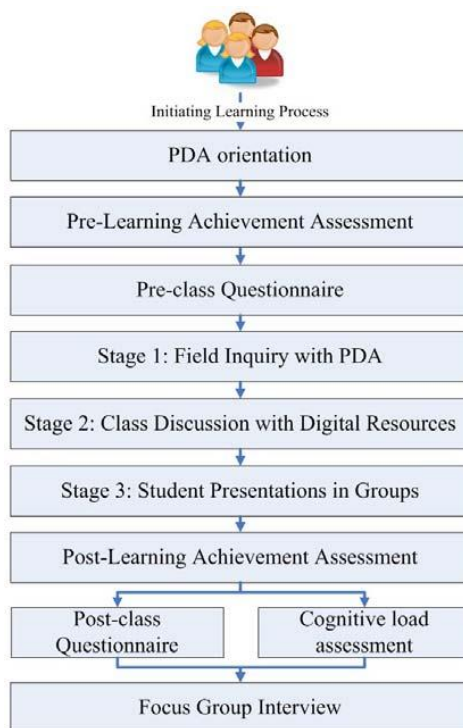 Initiating Learning Process
PDA orientation
Pre-Learning Achievement Assessment
Pre-class Questionnaire
Stage 1: Field Inquiry with PDA
Stage 2: Class Discussion with Digital Resources
Stage 3: Student Presentations in Groups
Post-Learning Achievement Assessment
Post-class
Questionnaire
Cognitive load
assessment
Focus Group Interview